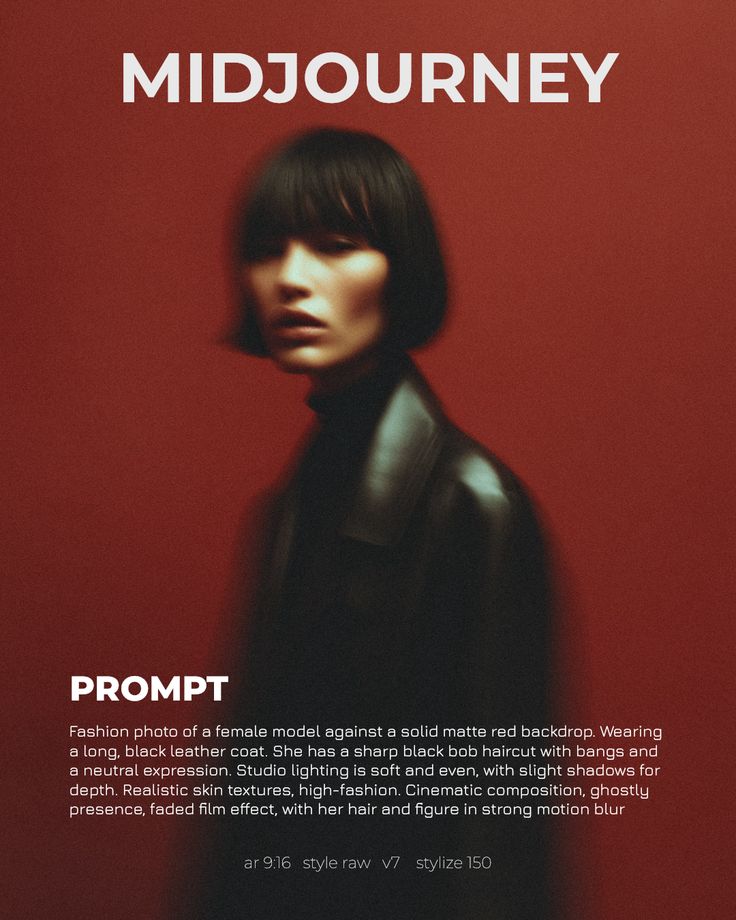 MIDJOURNEY
PROMPT
Fashion photo of a female model against a solid matte red backdrop. Wearing
a long, black leather coat. She has a sharp black bob haircut with bangs and
a neutral expression. Studio lighting is soft and even, with slight shadows for
depth. Realistic skin textures, high-fashion. Cinematic composition, ghostly
presence, faded film effect, with her hair and figure in strong motion blur
ar 9:16 style raw v7 stylize 150